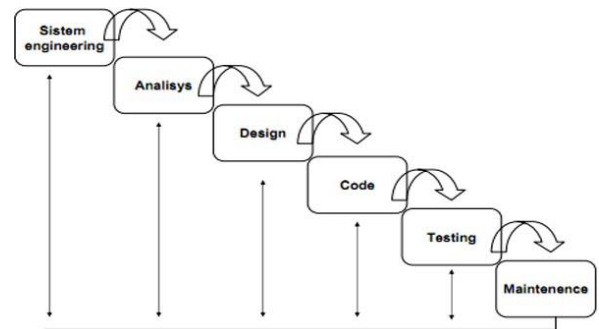 Sistem
engineering
Analisys
Design
Code
Testing
Maintenence